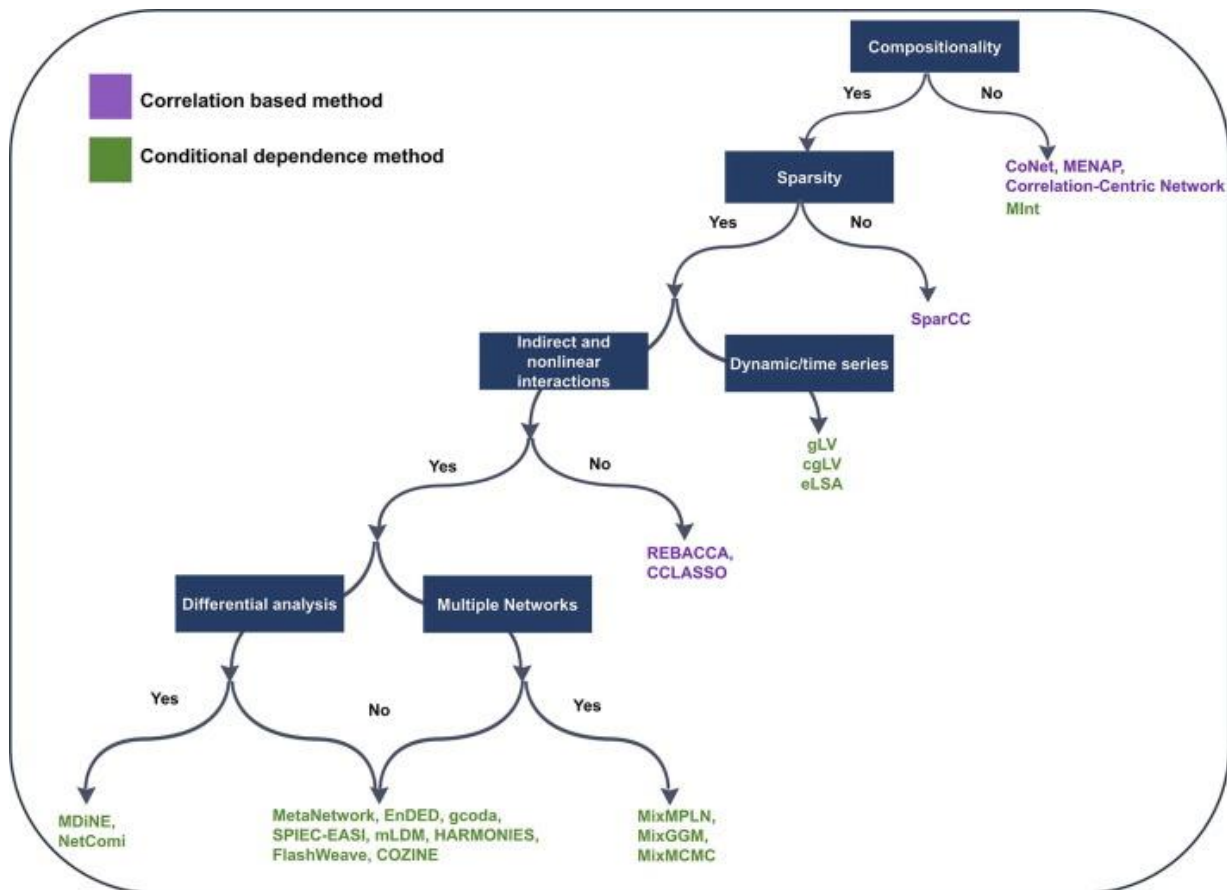 Compositionality
Correlation based method
Conditional dependence method
Yes
No
Sparsity
CoNet, MENAP,
Correlation-Centric Network
MInt
Yes
No
SparCC
Indirect and
nonlinear
interactions
Dynamic/time series
gLV
cgLV
eLSA
Yes
No
REBACCA,
CCLASSO
Differential analysis
Multiple Networks
Yes
No
Yes
MDiNE,
NetComi
MetaNetwork, EnDED, gcoda,
SPIEC-EASI, mLDM, HARMONIES,
FlashWeave, COZINE
MixMPLN,
MixGGM,
MixMCMC